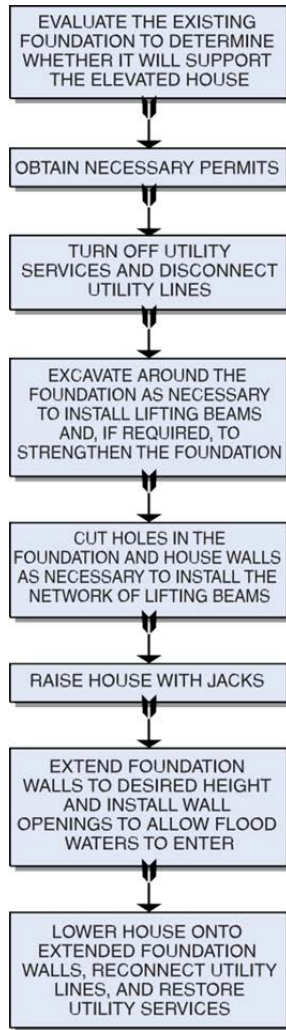 EVALUATE THE EXISTING
FOUNDATION TO DETERMINE
WHETHER IT WILL SUPPORT
THE ELEVATED HOUSE
OBTAIN NECESSARY PERMITS
TURN OFF UTILITY
SERVICES AND DISCONNECT
UTILITY LINES
EXCAVATE AROUND THE
FOUNDATION AS NECESSARY
TO INSTALL LIFTING BEAMS
AND, IF REQUIRED, TO
STRENGTHEN THE FOUNDATION
CUT HOLES IN THE
FOUNDATION AND HOUSE WALLS
AS NECESSARY TO INSTALL THE
NETWORK OF LIFTING BEAMS
RAISE HOUSE WITH JACKS
EXTEND FOUNDATION
WALLS TO DESIRED HEIGHT
AND INSTALL WALL
OPENINGS TO ALLOW FLOOD
WATERS TO ENTER
LOWER HOUSE ONTO
EXTENDED FOUNDATION
WALLS, RECONNECT UTILITY
LINES, AND RESTORE
UTILITY SERVICES